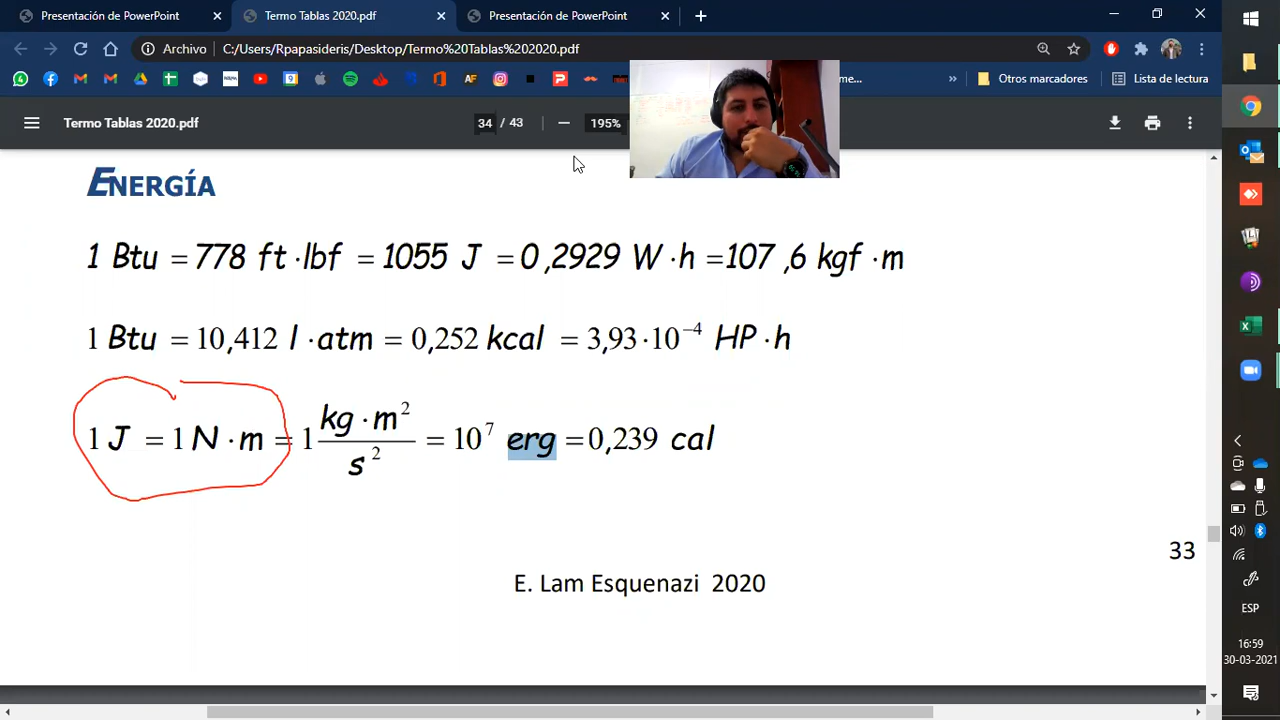 Presentación de PowerPoint
Termo Tablas 2020.pdf
Presentación de PowerPoint
Archivo
C:/Users/Rpapasideris/Desktop/Termo%20Tablas%202020.pdf
me...
»
Otros marcadores
Lista de lectura
Termo Tablas 2020.pdf
34 / 43
195%
ENERGÍA
1 Btu = 778 ft·lbf = 1055 J = 0,2929 W·h = 107,6 kgf·m
1 Btu = 10,412 l·atm = 0,252 kcal = 3,93·10⁻⁴ HP·h
1 J = 1 N·m = 1 kg·m²/s² = 10⁷ erg = 0,239 cal
33
E. Lam Esquenazi 2020
ESP
16:59
30-03-2021